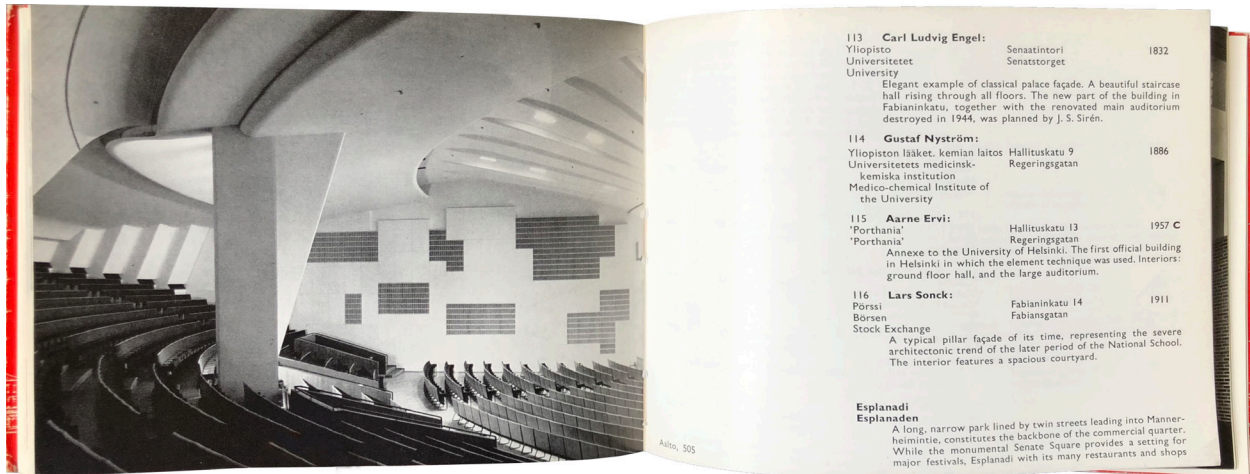 113 Carl Ludvig Engel:
Yliopisto Senaatintori 1832
Universitetet Senatstorget
University
Elegant example of classical palace façade. A beautiful staircase
hall rising through all floors. The new part of the building in
Fabianinkatu, together with the renovated main auditorium
destroyed in 1944, was planned by J. S. Sirén.
114 Gustaf Nyström:
Yliopiston lääket. kemian laitos Hallituskatu 9 1886
Universitetets medicinsk- Regeringsgatan
kemiska institution
Medico-chemical Institute of
the University
115 Aarne Ervi:
'Porthania' Hallituskatu 13 1957 C
'Porthania' Regeringsgatan
Annexe to the University of Helsinki. The first official building
in Helsinki in which the element technique was used. Interiors:
ground floor hall, and the large auditorium.
116 Lars Sonck:
Pörssi Fabianinkatu 14 1911
Börsen Fabiansgatan
Stock Exchange
A typical pillar façade of its time, representing the severe
architectonic trend of the later period of the National School.
The interior features a spacious courtyard.
Esplanadi
Esplanaden
A long, narrow park lined by twin streets leading into Manner-
heimintie, constitutes the backbone of the commercial quarter.
While the monumental Senate Square provides a setting for
major festivals, Esplanadi with its many restaurants and shops
Aalto, 505